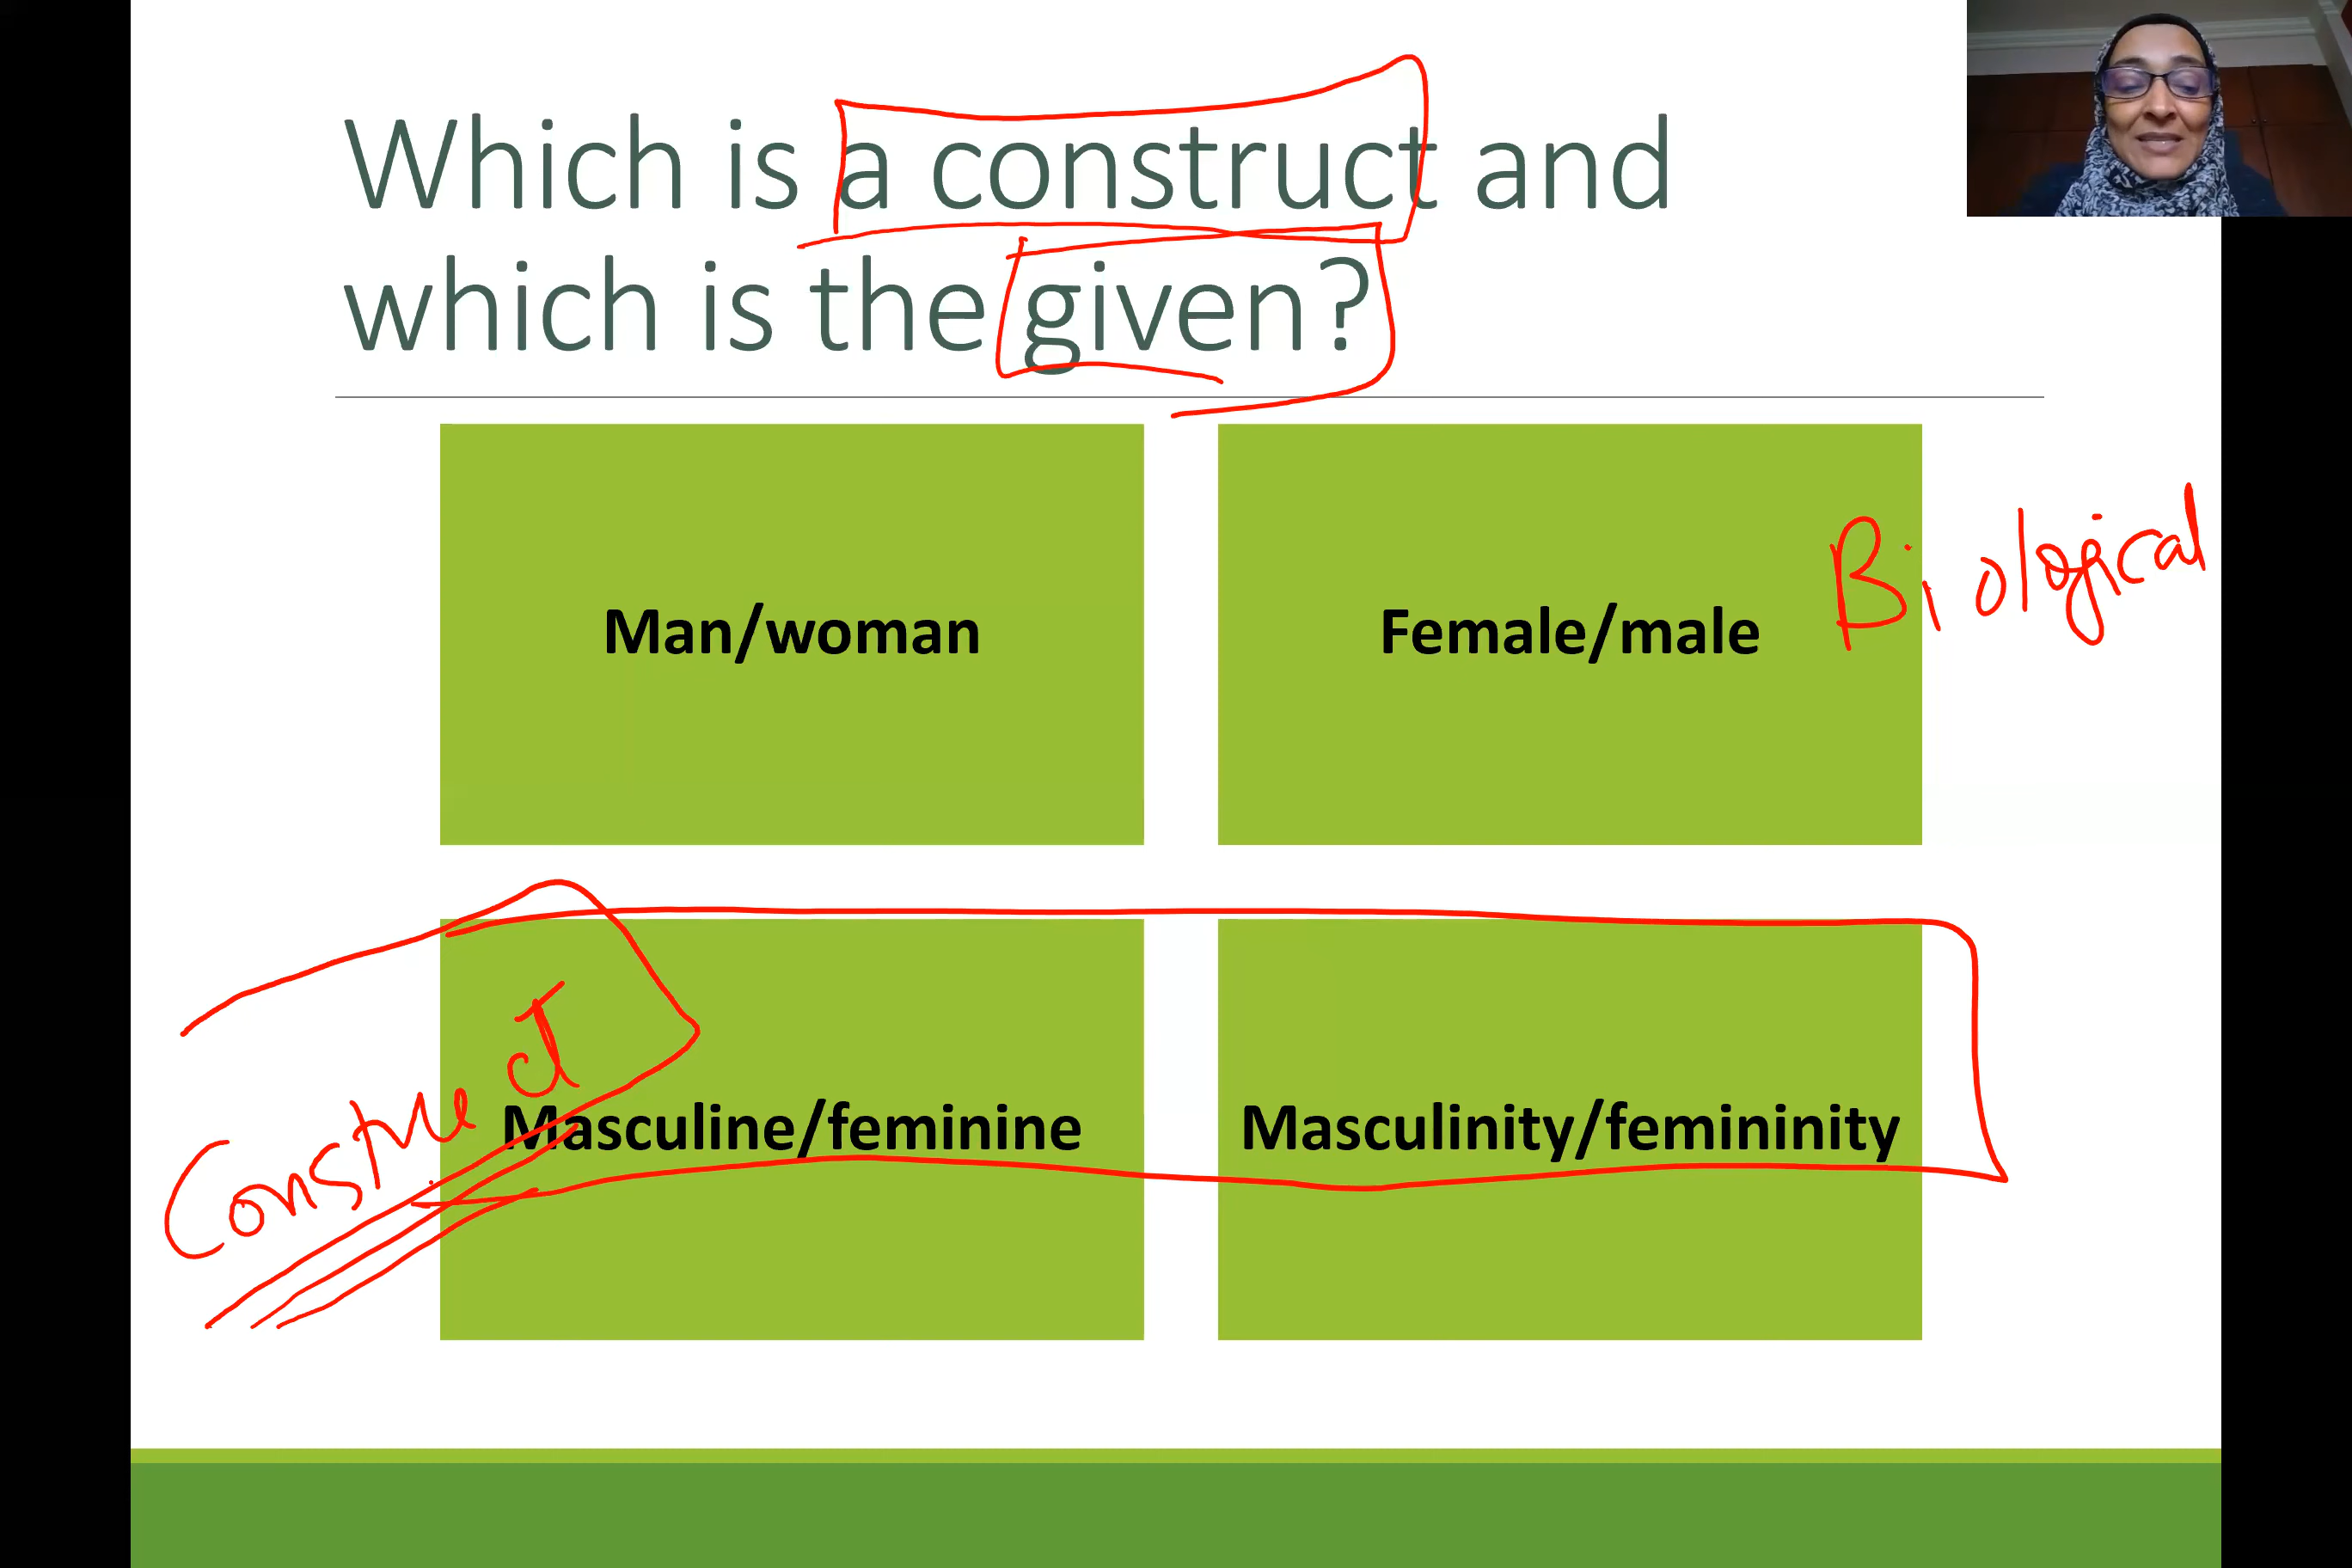 Which is a construct and
which is the given?
Man/woman
Female/male
Biological
Construct
Masculine/feminine
Masculinity/femininity